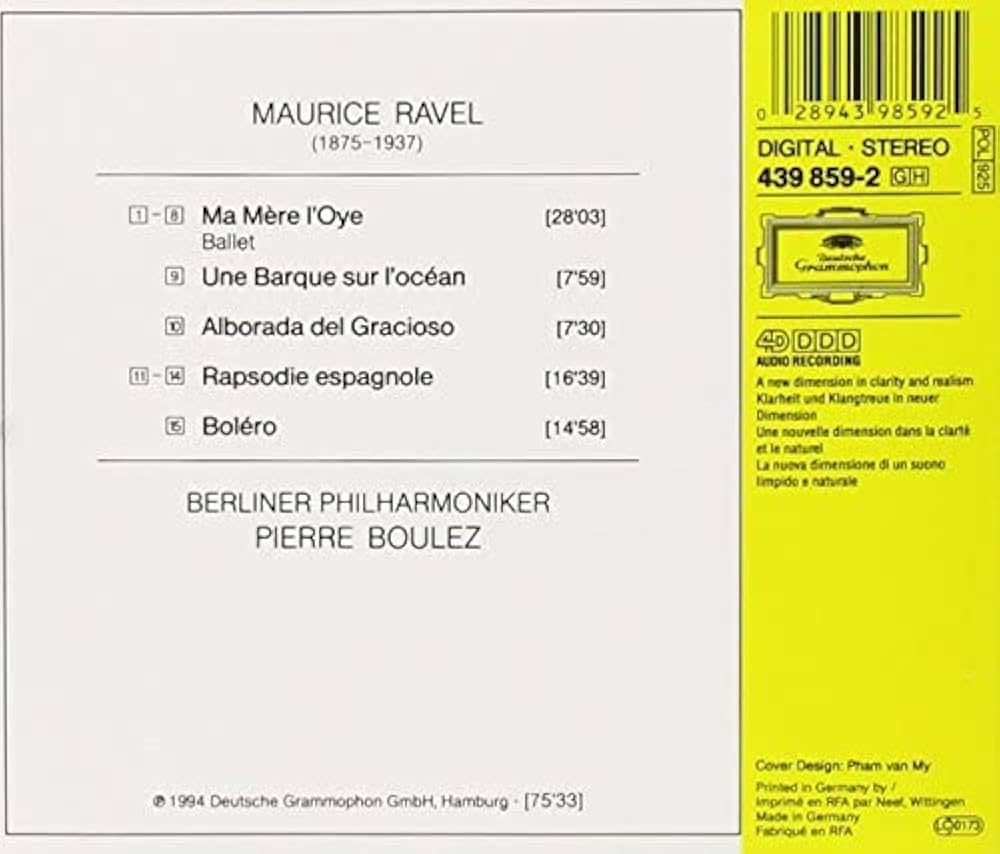 MAURICE RAVEL
(1875–1937)
1 - 8 Ma Mère l'Oye [28'03]
Ballet
9 Une Barque sur l'océan [7'59]
10 Alborada del Gracioso [7'30]
11 - 14 Rapsodie espagnole [16'39]
15 Boléro [14'58]
BERLINER PHILHARMONIKER
PIERRE BOULEZ
℗ 1994 Deutsche Grammophon GmbH, Hamburg · [75'33]
0 28943 98592 5
DIGITAL · STEREO
439 859-2 GH
POL 925
Deutsche
Grammophon
4D DDD
AUDIO RECORDING
A new dimension in clarity and realism
Klarheit und Klangtreue in neuer
Dimension
Une nouvelle dimension dans la clarté
et le naturel
La nuova dimensione di un suono
limpido e naturale
Cover Design: Pham van My
Printed in Germany by /
Imprimé en RFA par Neef, Wittingen
Made in Germany
Fabriqué en RFA
LC 0173